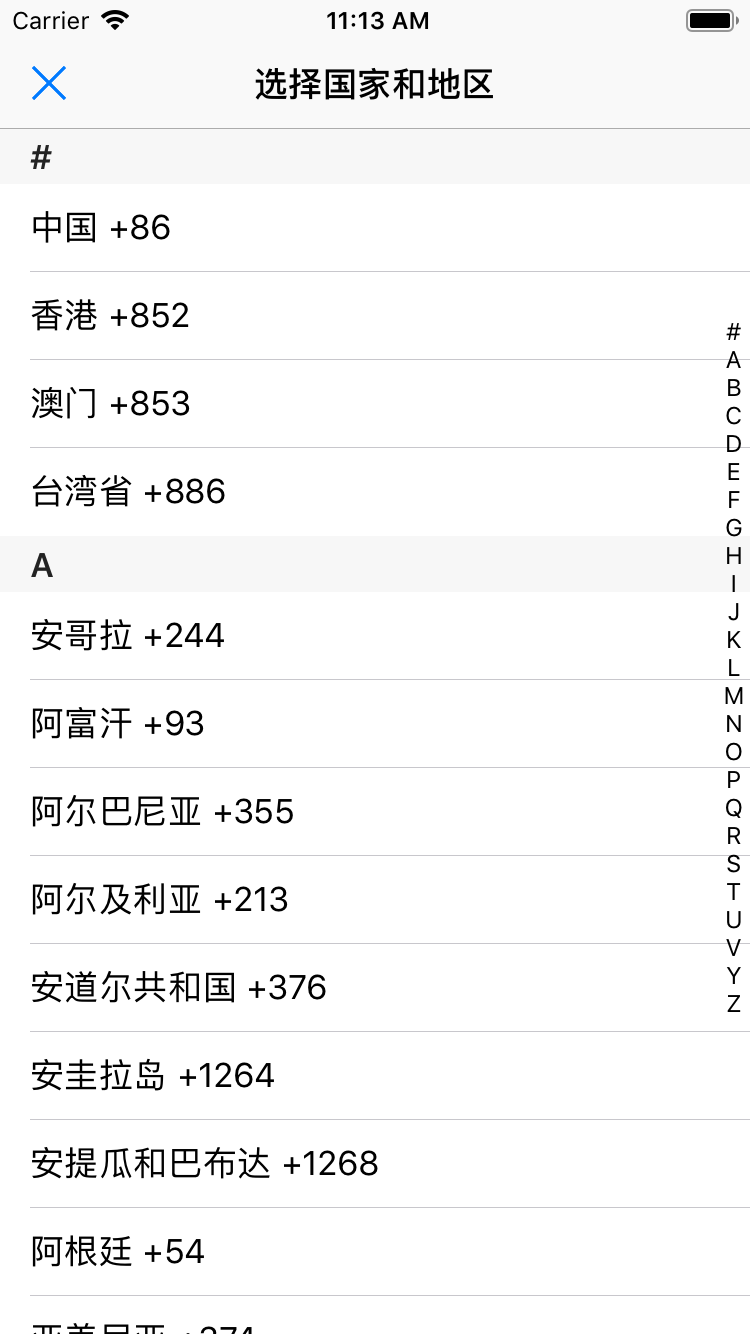 Carrier 11:13 AM
选择国家和地区
#
中国 +86
香港 +852
澳门 +853
台湾省 +886
A
安哥拉 +244
阿富汗 +93
阿尔巴尼亚 +355
阿尔及利亚 +213
安道尔共和国 +376
安圭拉岛 +1264
安提瓜和巴布达 +1268
阿根廷 +54
#
A
B
C
D
E
F
G
H
I
J
K
L
M
N
O
P
Q
R
S
T
U
V
Y
Z